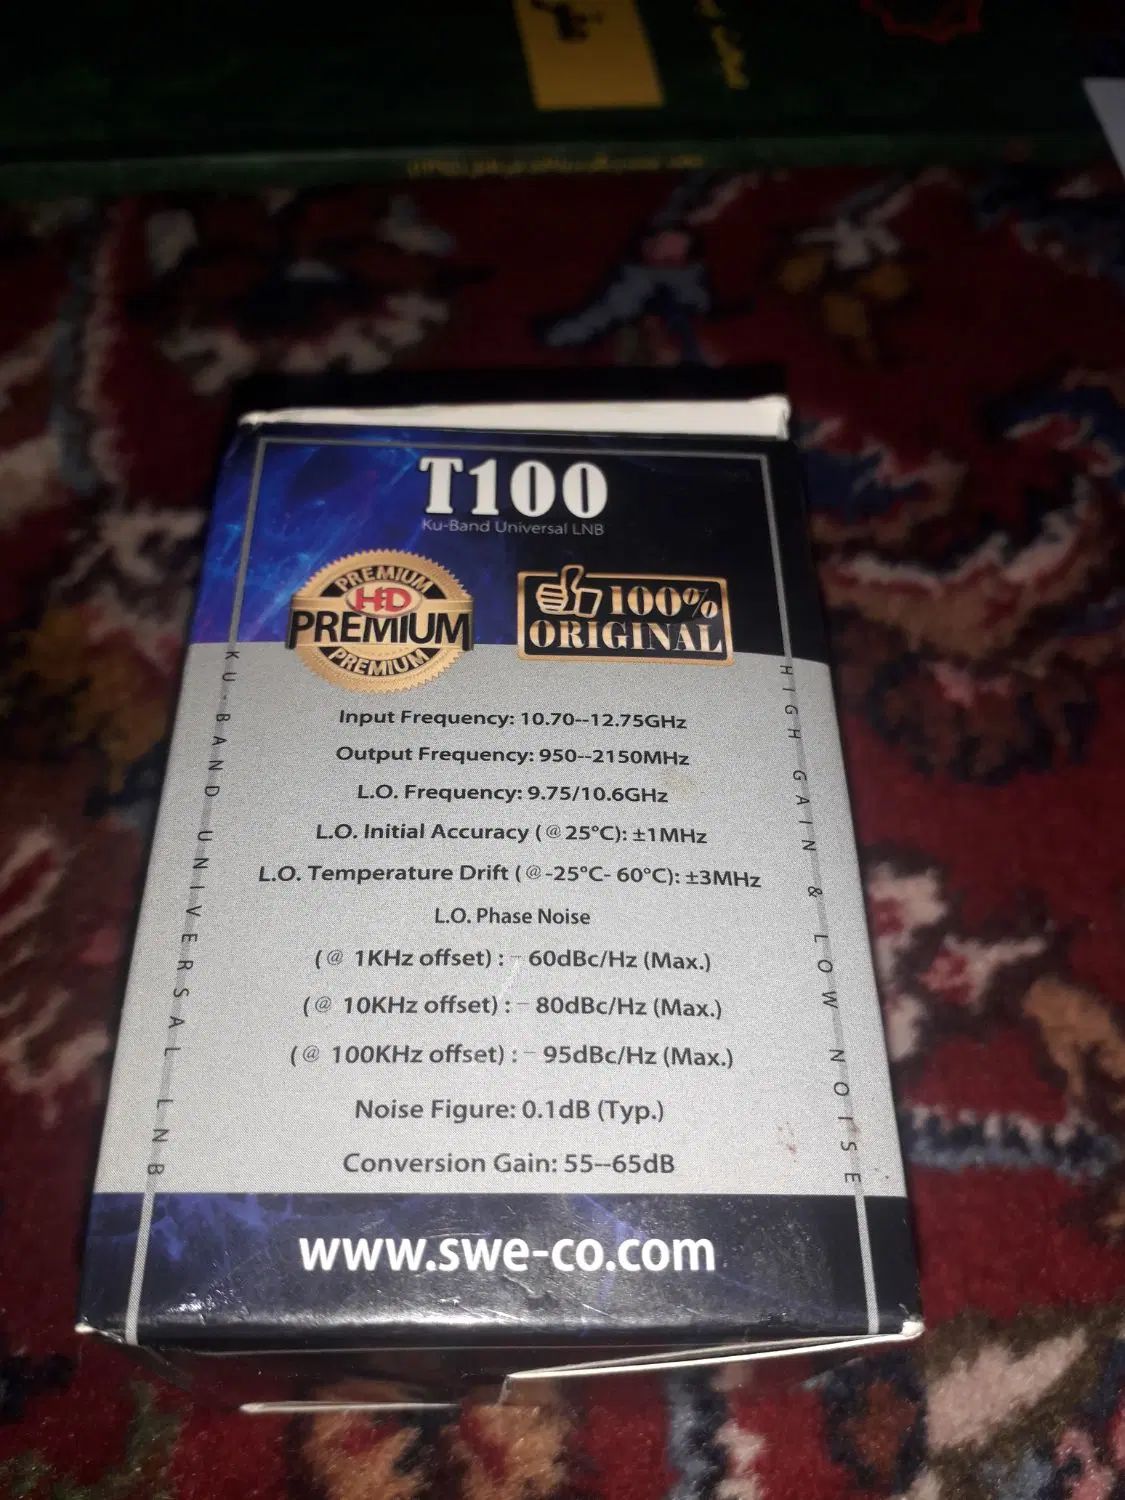 T100
Ku-Band Universal LNB
PREMIUM
HD
PREMIUM
PREMIUM
100%
ORIGINAL
Input Frequency: 10.70--12.75GHz
Output Frequency: 950--2150MHz
L.O. Frequency: 9.75/10.6GHz
L.O. Initial Accuracy (@25°C): ±1MHz
L.O. Temperature Drift (@-25°C- 60°C): ±3MHz
L.O. Phase Noise
(@ 1KHz offset) : - 60dBc/Hz (Max.)
(@ 10KHz offset) : - 80dBc/Hz (Max.)
(@ 100KHz offset) : - 95dBc/Hz (Max.)
Noise Figure: 0.1dB (Typ.)
Conversion Gain: 55--65dB
KU-BAND UNIVERSAL LNB
HIGH GAIN & LOW NOISE
www.swe-co.com